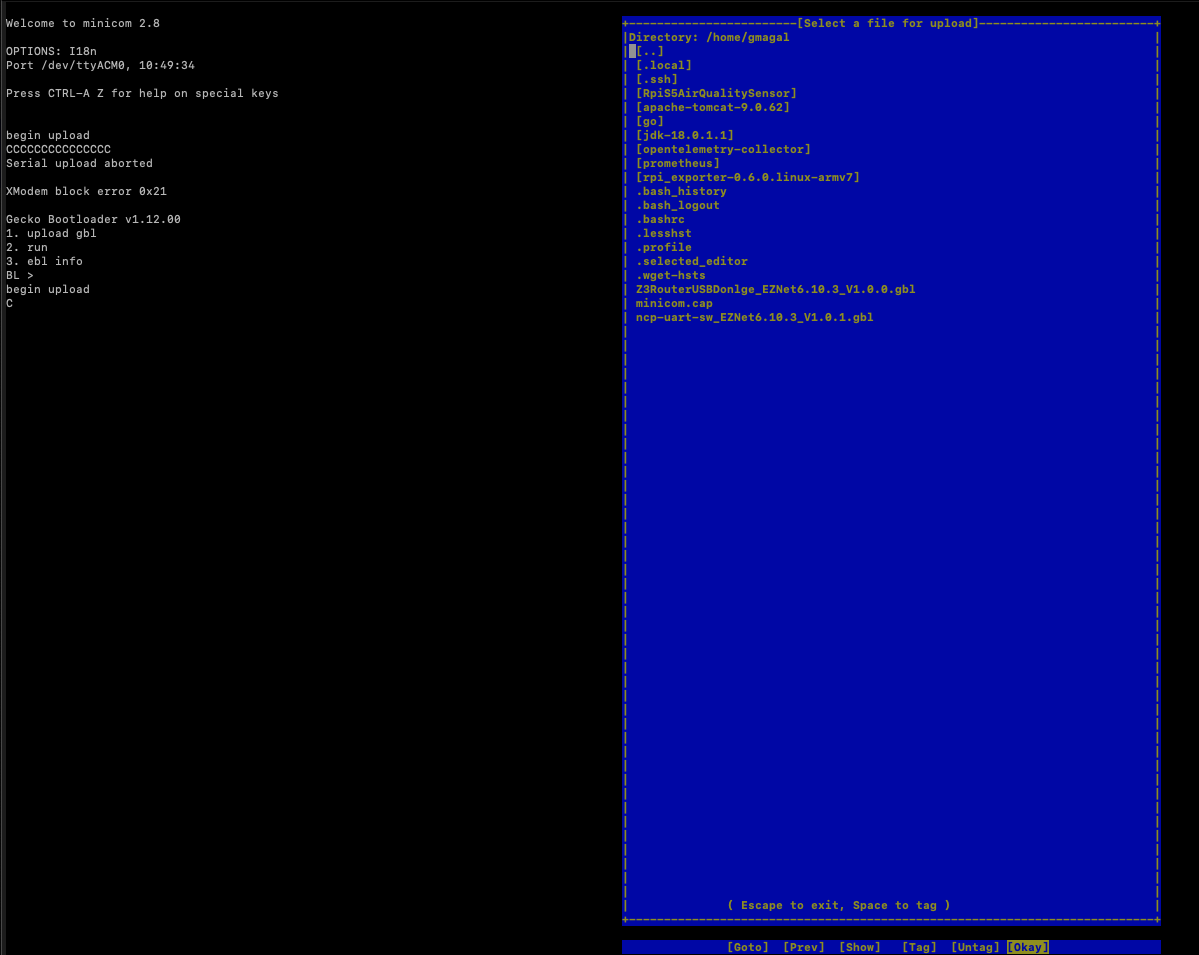 Welcome to minicom 2.8
OPTIONS: I18n
Port /dev/ttyACM0, 10:49:34
Press CTRL-A Z for help on special keys
begin upload
CCCCCCCCCCCCCCC
Serial upload aborted
XModem block error 0x21
Gecko Bootloader v1.12.00
1. upload gbl
2. run
3. ebl info
BL >
begin upload
C
[Select a file for upload]
Directory: /home/gmagal
[..]
[.local]
[.ssh]
[RpiS5AirQualitySensor]
[apache-tomcat-9.0.62]
[go]
[jdk-18.0.1.1]
[opentelemetry-collector]
[prometheus]
[rpi_exporter-0.6.0.linux-armv7]
.bash_history
.bash_logout
.bashrc
.lesshst
.profile
.selected_editor
.wget-hsts
Z3RouterUSBDonlge_EZNet6.10.3_V1.0.0.gbl
minicom.cap
ncp-uart-sw_EZNet6.10.3_V1.0.1.gbl
( Escape to exit, Space to tag )
[Goto] [Prev] [Show] [Tag] [Untag] [Okay]